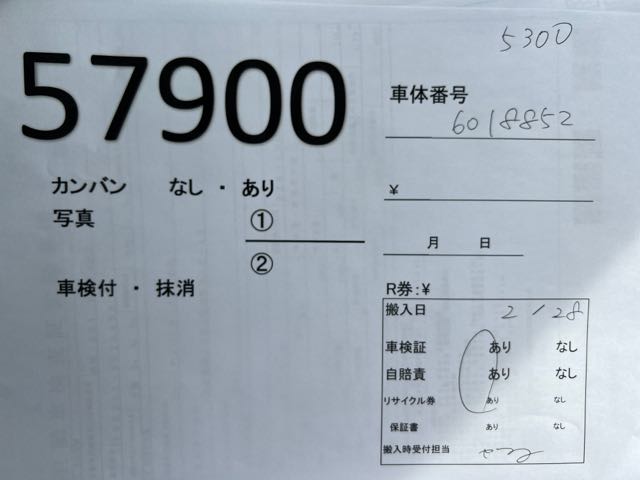 5300
57900
車体番号
6018852
カンバン なし ・ あり
¥
写真 ①
月 日
②
車検付 ・ 抹消
R券:¥
搬入日 2/28
車検証 あり なし
自賠責 あり なし
リサイクル券 あり なし
保証書 あり なし
搬入時受付担当